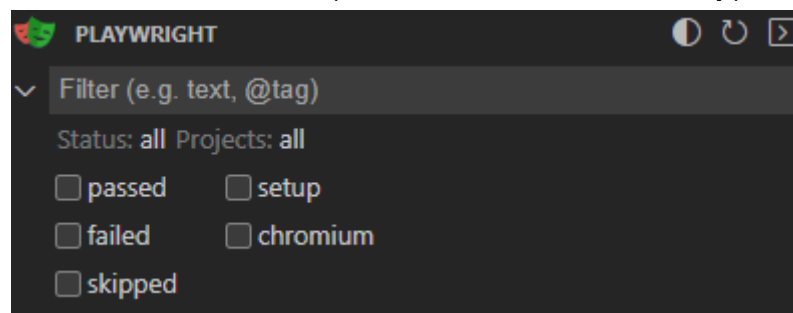 PLAYWRIGHT
Filter (e.g. text, @tag)
Status: all Projects: all
passed setup
failed chromium
skipped